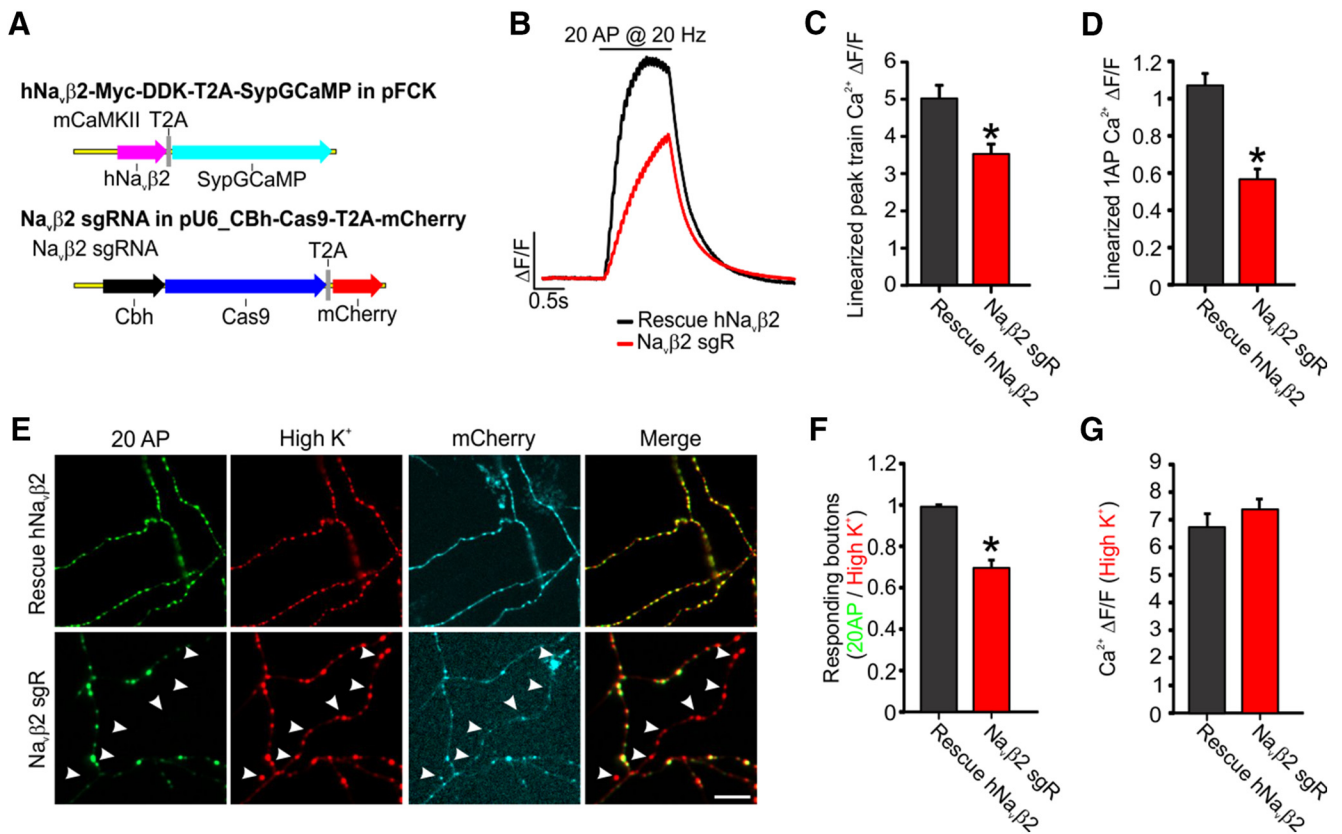 A
hNaᵥβ2-Myc-DDK-T2A-SypGCaMP in pFCK
mCaMKII T2A
hNaᵥβ2 SypGCaMP
Naᵥβ2 sgRNA in pU6_CBh-Cas9-T2A-mCherry
Naᵥβ2 sgRNA T2A
Cbh Cas9 mCherry
B
20 AP @ 20 Hz
ΔF/F
0.5s
Rescue hNaᵥβ2
Naᵥβ2 sgR
C
Linearized peak train Ca²⁺ ΔF/F
6
5
4
3
2
1
0
*
Rescue hNaᵥβ2
Naᵥβ2 sgR
D
Linearized 1AP Ca²⁺ ΔF/F
1.2
1
0.8
0.6
0.4
0.2
0
*
Rescue hNaᵥβ2
Naᵥβ2 sgR
E
20 AP High K⁺ mCherry Merge
Rescue hNaᵥβ2
Naᵥβ2 sgR
F
Responding boutons
(20AP / High K⁺)
1.2
1
0.8
0.6
0.4
0.2
0
*
Rescue hNaᵥβ2
Naᵥβ2 sgR
G
Ca²⁺ ΔF/F (High K⁺)
9
8
7
6
5
4
3
2
1
0
Rescue hNaᵥβ2
Naᵥβ2 sgR